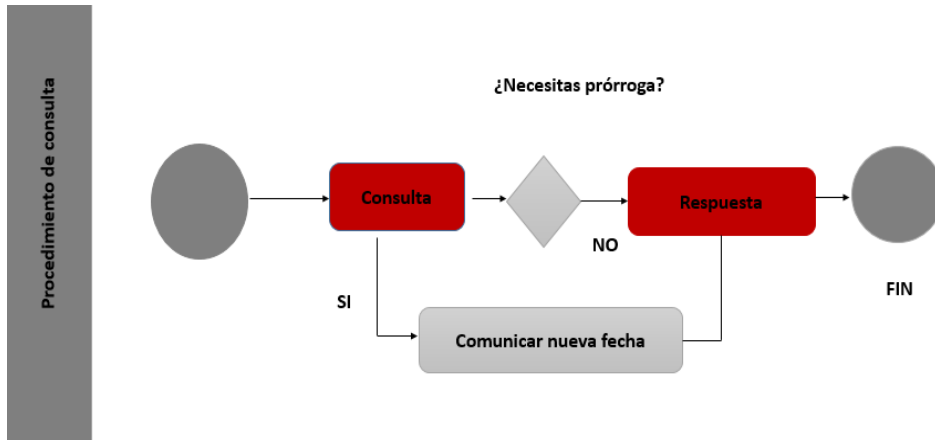 Procedimiento de consulta
¿Necesitas prórroga?
Consulta
Respuesta
NO
SI
FIN
Comunicar nueva fecha